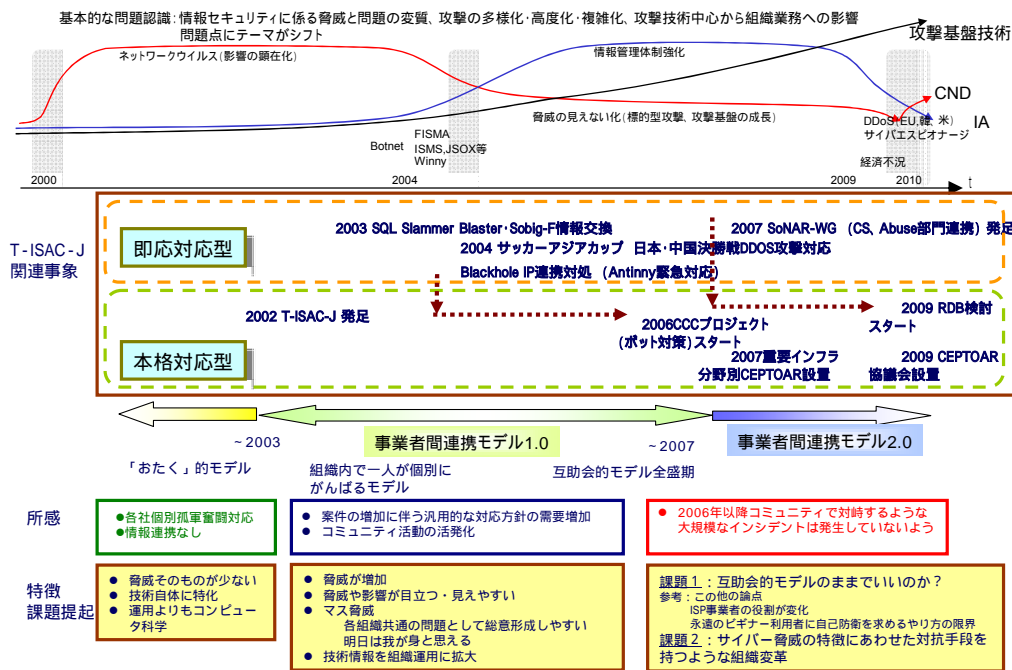 基本的な問題認識：情報セキュリティに係る脅威と問題の変質、攻撃の多様化・高度化・複雑化、攻撃技術中心から組織業務への影響
問題点にテーマがシフト
攻撃基盤技術
ネットワークウイルス(影響の顕在化)
情報管理体制強化
CND
脅威の見えない化(標的型攻撃、攻撃基盤の成長)
DDoS(EU,韓、米)
IA
サイバエスピオナージ
Botnet
FISMA
ISMS,JSOX等
Winny
経済不況
2000
2004
2009
2010
t
T-ISAC-J
関連事象
即応対応型
2003 SQL Slammer Blaster・Sobig-F情報交換
2007 SoNAR-WG (CS、Abuse部門連携) 発足
2004 サッカーアジアカップ 日本・中国決勝戦DDOS攻撃対応
Blackhole IP連携対処 (Antinny緊急対応)
本格対応型
2002 T-ISAC-J 発足
2006CCCプロジェクト
(ボット対策)スタート
2009 RDB検討
スタート
2007重要インフラ
分野別CEPTOAR設置
2009 CEPTOAR
協議会設置
～2003
事業者間連携モデル1.0
～2007
事業者間連携モデル2.0
「おたく」的モデル
組織内で一人が個別に
がんばるモデル
互助会的モデル全盛期
所感
●各社個別孤軍奮闘対応
●情報連携なし
● 案件の増加に伴う汎用的な対応方針の需要増加
● コミュニティ活動の活発化
● 2006年以降コミュニティで対峙するような
大規模なインシデントは発生していないよう
特徴
課題提起
● 脅威そのものが少ない
● 技術自体に特化
● 運用よりもコンピュー
タ科学
● 脅威が増加
● 脅威や影響が目立つ・見えやすい
● マス脅威
各組織共通の問題として総意形成しやすい
明日は我が身と思える
● 技術情報を組織運用に拡大
課題１：互助会的モデルのままでいいのか？
参考：この他の論点
ISP事業者の役割が変化
永遠のビギナー利用者に自己防衛を求めるやり方の限界
課題２：サイバー脅威の特徴にあわせた対抗手段を
持つような組織変革